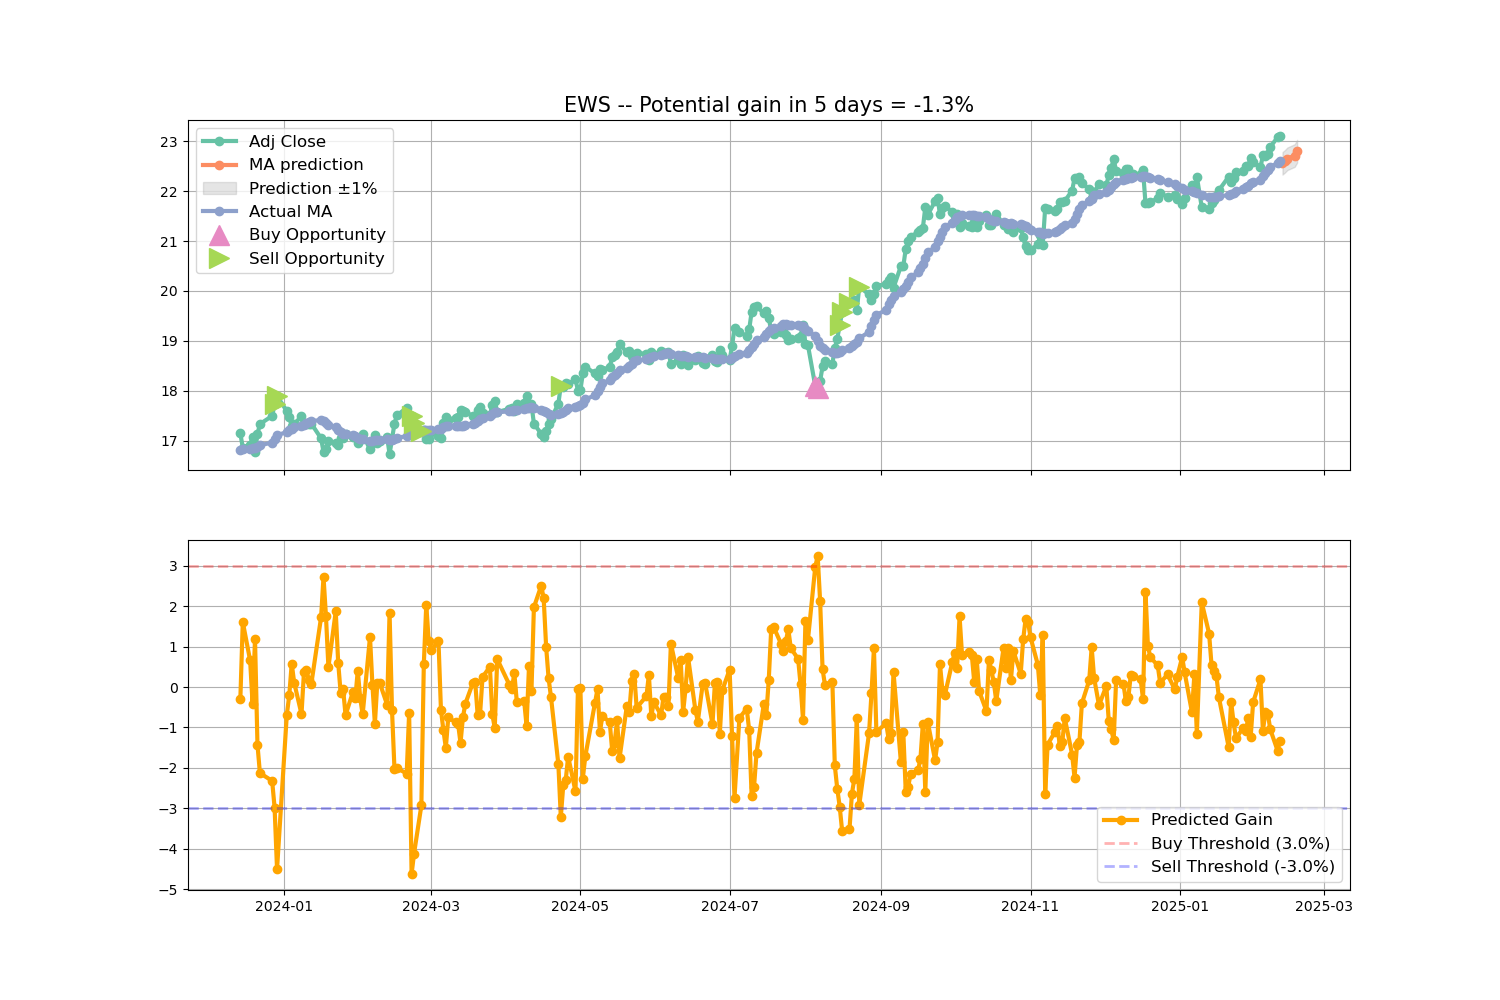 EWS -- Potential gain in 5 days = -1.3%
23
22
21
20
19
18
17
Adj Close
MA prediction
Prediction ±1%
Actual MA
Buy Opportunity
Sell Opportunity
3
2
1
0
−1
−2
−3
−4
−5
Predicted Gain
Buy Threshold (3.0%)
Sell Threshold (-3.0%)
2024-01 2024-03 2024-05 2024-07 2024-09 2024-11 2025-01 2025-03